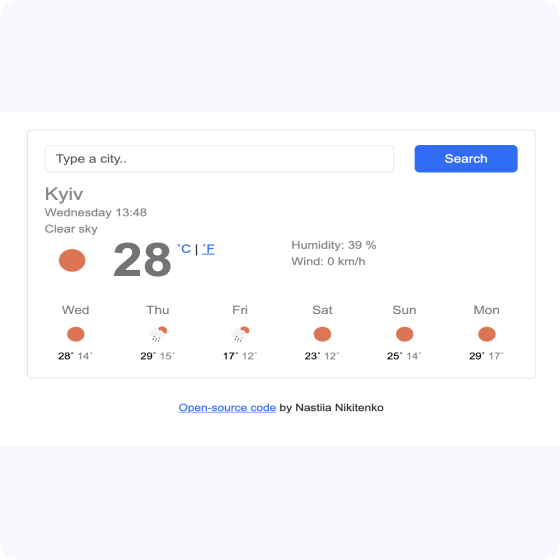 Type a city..
Search
Kyiv
Wednesday 13:48
Clear sky
28 °C | °F
Humidity: 39 %
Wind: 0 km/h
Wed Thu Fri Sat Sun Mon
28° 14° 29° 15° 17° 12° 23° 12° 25° 14° 29° 17°
Open-source code by Nastiia Nikitenko